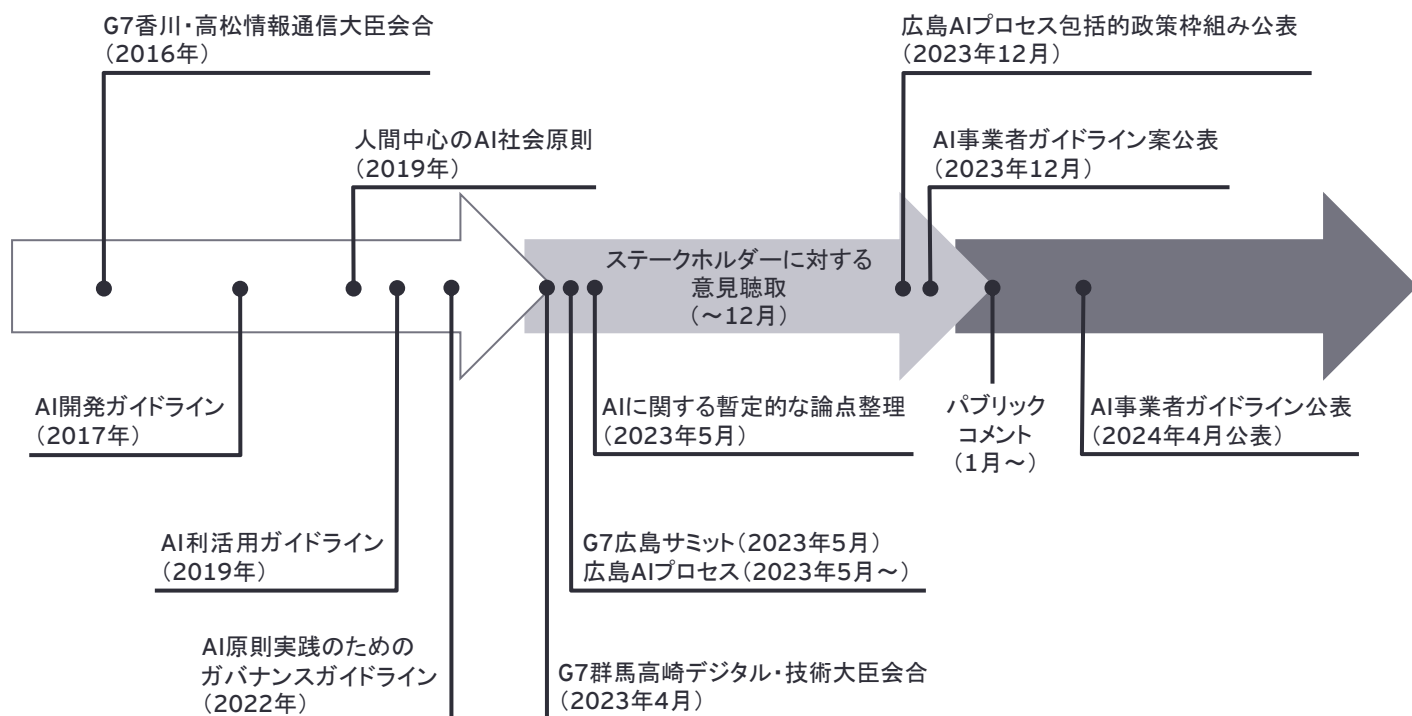 G7香川・高松情報通信大臣会合
（2016年）
広島AIプロセス包括的政策枠組み公表
（2023年12月）
人間中心のAI社会原則
（2019年）
AI事業者ガイドライン案公表
（2023年12月）
ステークホルダーに対する
意見聴取
（～12月）
AI開発ガイドライン
（2017年）
AIに関する暫定的な論点整理
（2023年5月）
パブリック
コメント
（1月～）
AI事業者ガイドライン公表
（2024年4月公表）
AI利活用ガイドライン
（2019年）
G7広島サミット（2023年5月）
広島AIプロセス（2023年5月～）
AI原則実践のための
ガバナンスガイドライン
（2022年）
G7群馬高崎デジタル・技術大臣会合
（2023年4月）